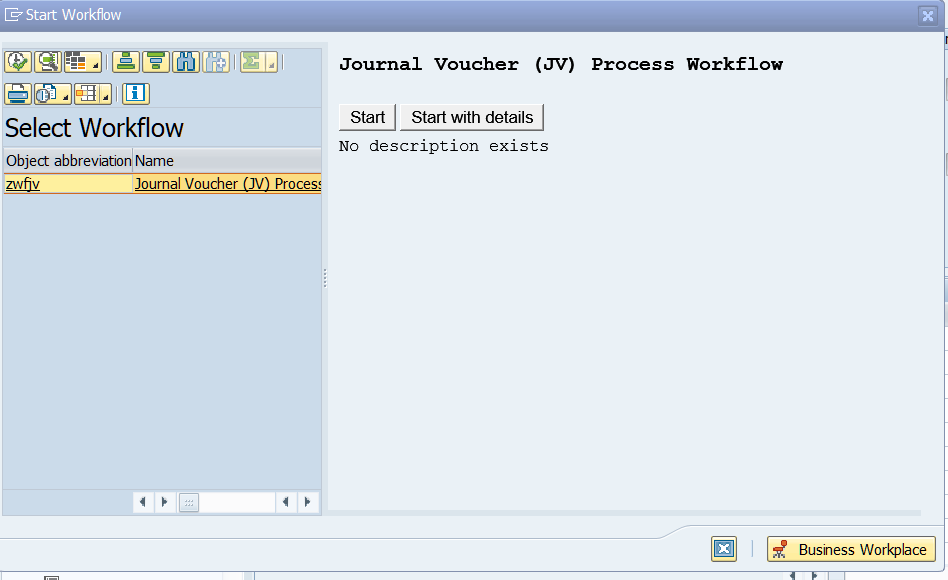 Start Workflow
Select Workflow
Object abbreviation Name
zwfjv Journal Voucher (JV) Process
Journal Voucher (JV) Process Workflow
Start Start with details
No description exists
Business Workplace